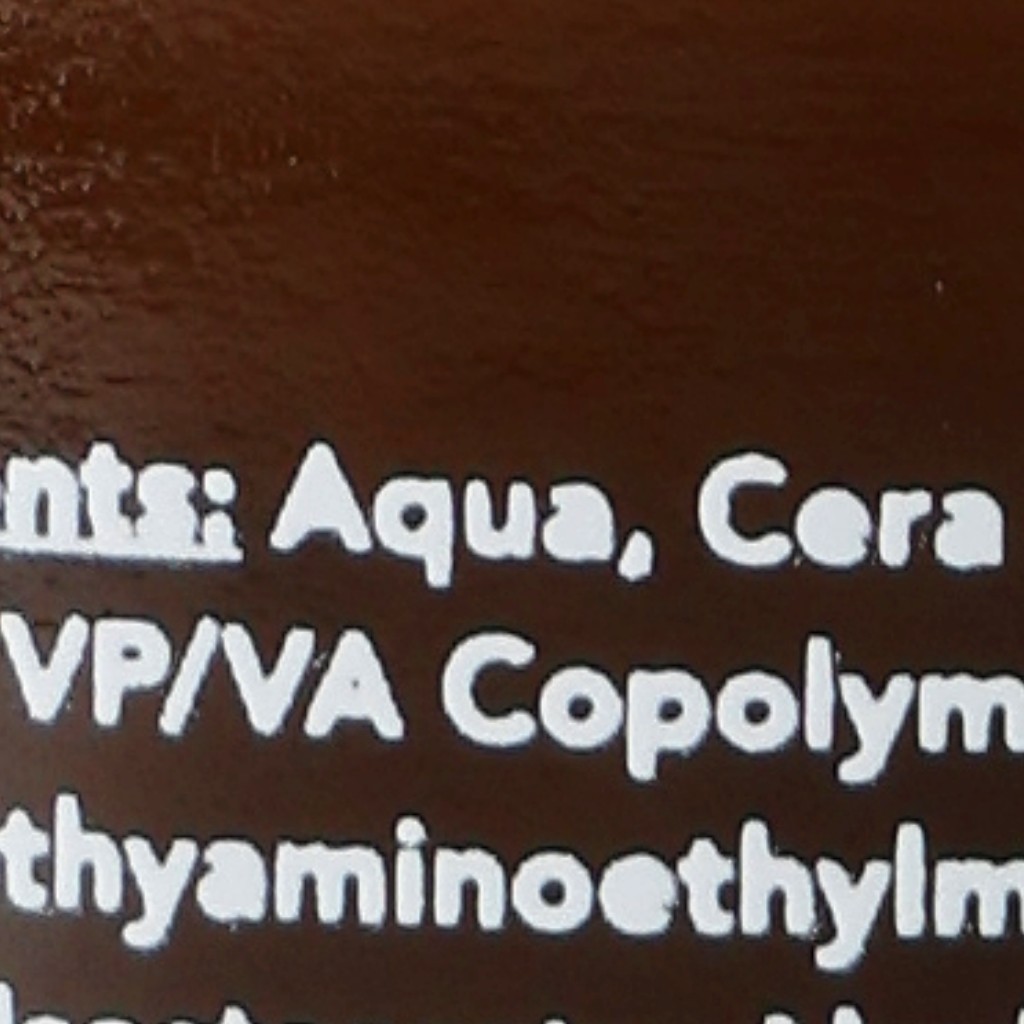 nts: Aqua, Cera
VP/VA Copolym
thyaminoethylm